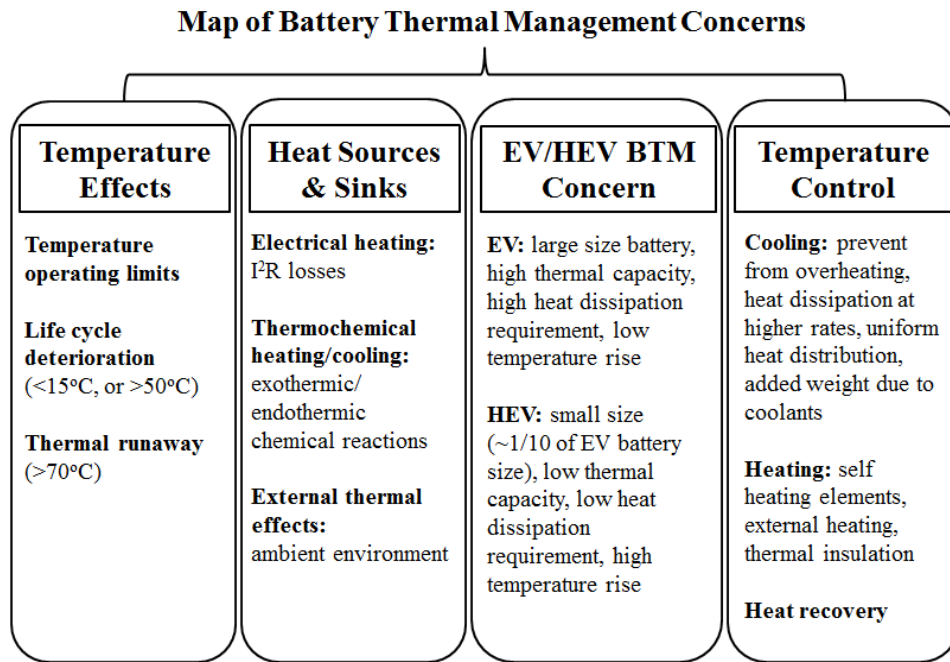 Map of Battery Thermal Management Concerns
Temperature
Effects
Temperature
operating limits
Life cycle
deterioration
(<15°C, or >50°C)
Thermal runaway
(>70°C)
Heat Sources
& Sinks
Electrical heating:
I²R losses
Thermochemical
heating/cooling:
exothermic/
endothermic
chemical reactions
External thermal
effects:
ambient environment
EV/HEV BTM
Concern
EV: large size battery,
high thermal capacity,
high heat dissipation
requirement, low
temperature rise
HEV: small size
(~1/10 of EV battery
size), low thermal
capacity, low heat
dissipation
requirement, high
temperature rise
Temperature
Control
Cooling: prevent
from overheating,
heat dissipation at
higher rates, uniform
heat distribution,
added weight due to
coolants
Heating: self
heating elements,
external heating,
thermal insulation
Heat recovery